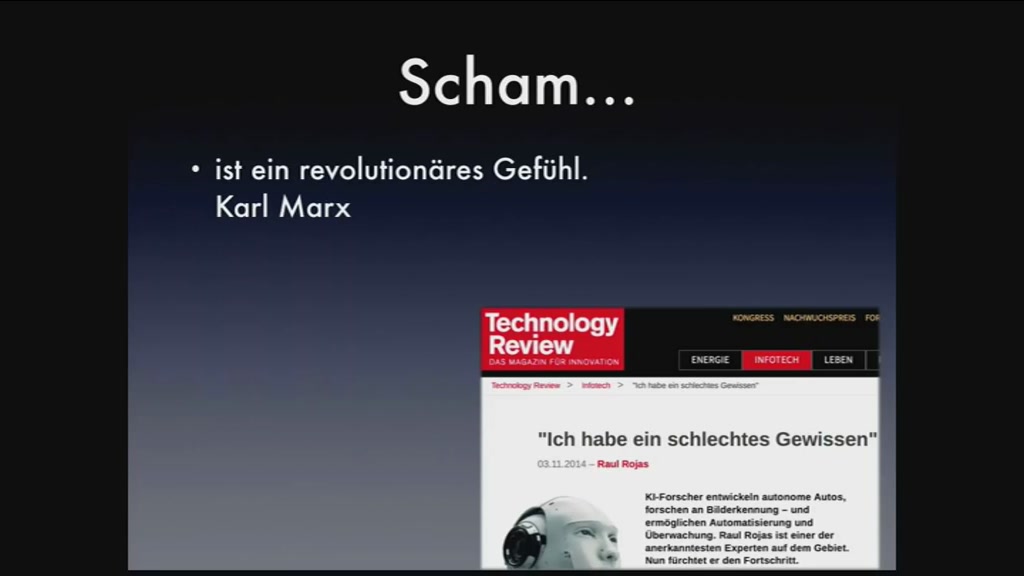 Scham...
• ist ein revolutionäres Gefühl.
Karl Marx
Technology
Review
DAS MAGAZIN FÜR INNOVATION
KONGRESS NACHWUCHSPREIS FOR
ENERGIE INFOTECH LEBEN
Technology Review > Infotech > "Ich habe ein schlechtes Gewissen"
"Ich habe ein schlechtes Gewissen"
03.11.2014 – Raul Rojas
KI-Forscher entwickeln autonome Autos,
forschen an Bilderkennung – und
ermöglichen Automatisierung und
Überwachung. Raul Rojas ist einer der
anerkanntesten Experten auf dem Gebiet.
Nun fürchtet er den Fortschritt.